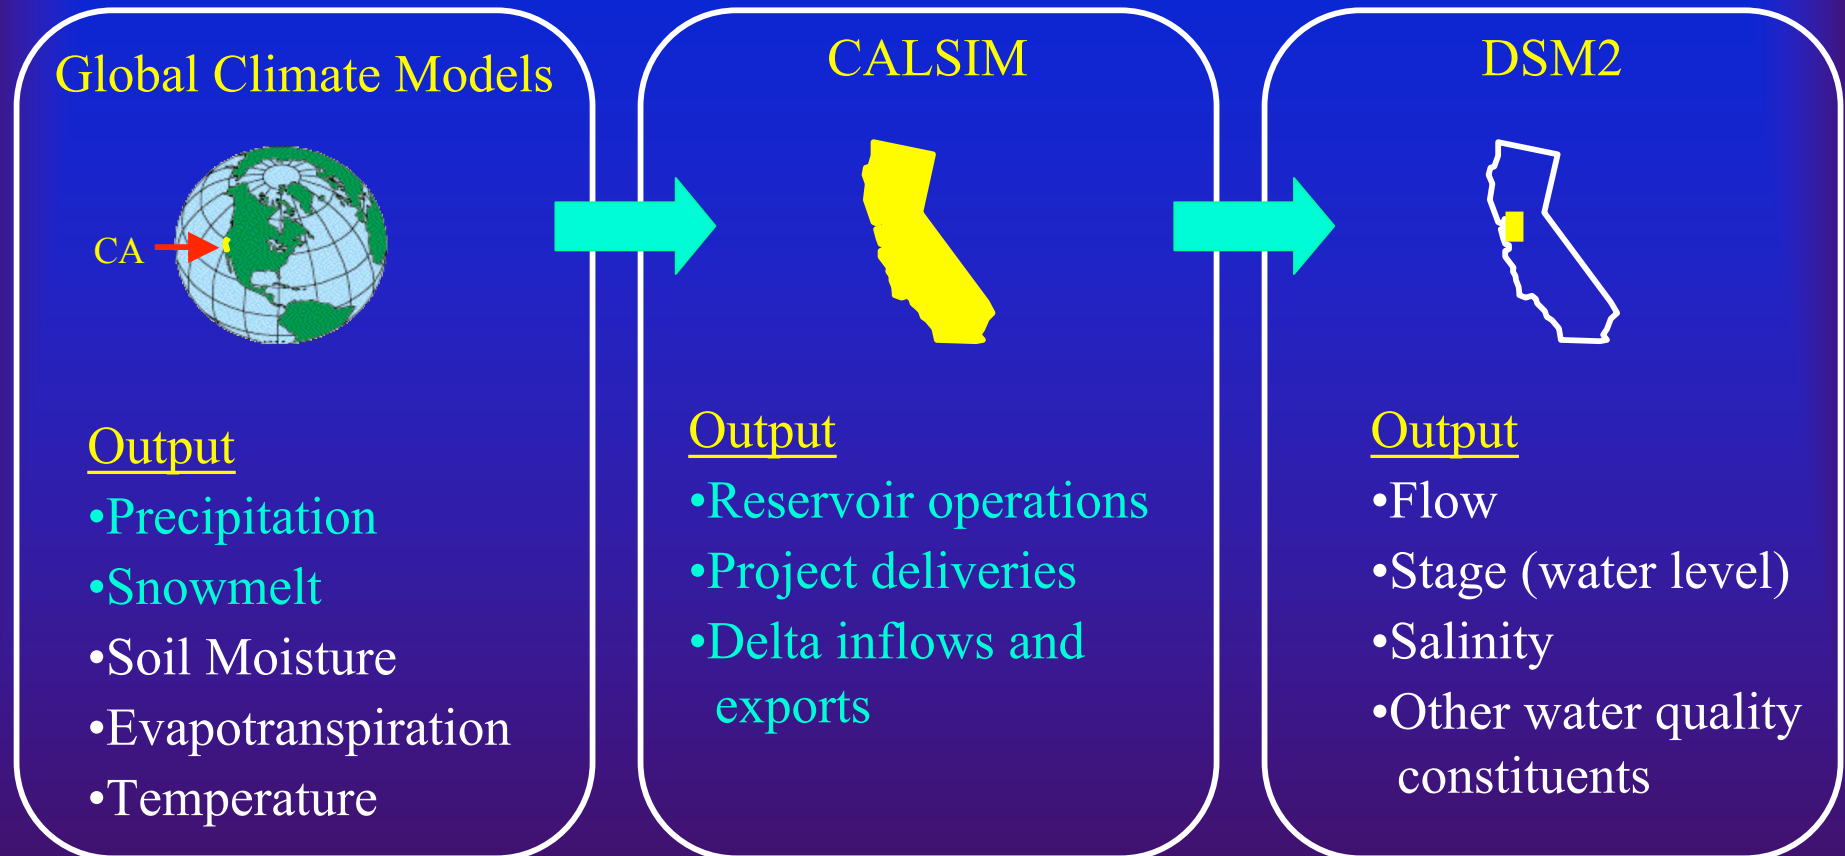 Global Climate Models
CA
Output
•Precipitation
•Snowmelt
•Soil Moisture
•Evapotranspiration
•Temperature
CALSIM
Output
•Reservoir operations
•Project deliveries
•Delta inflows and
exports
DSM2
Output
•Flow
•Stage (water level)
•Salinity
•Other water quality
constituents